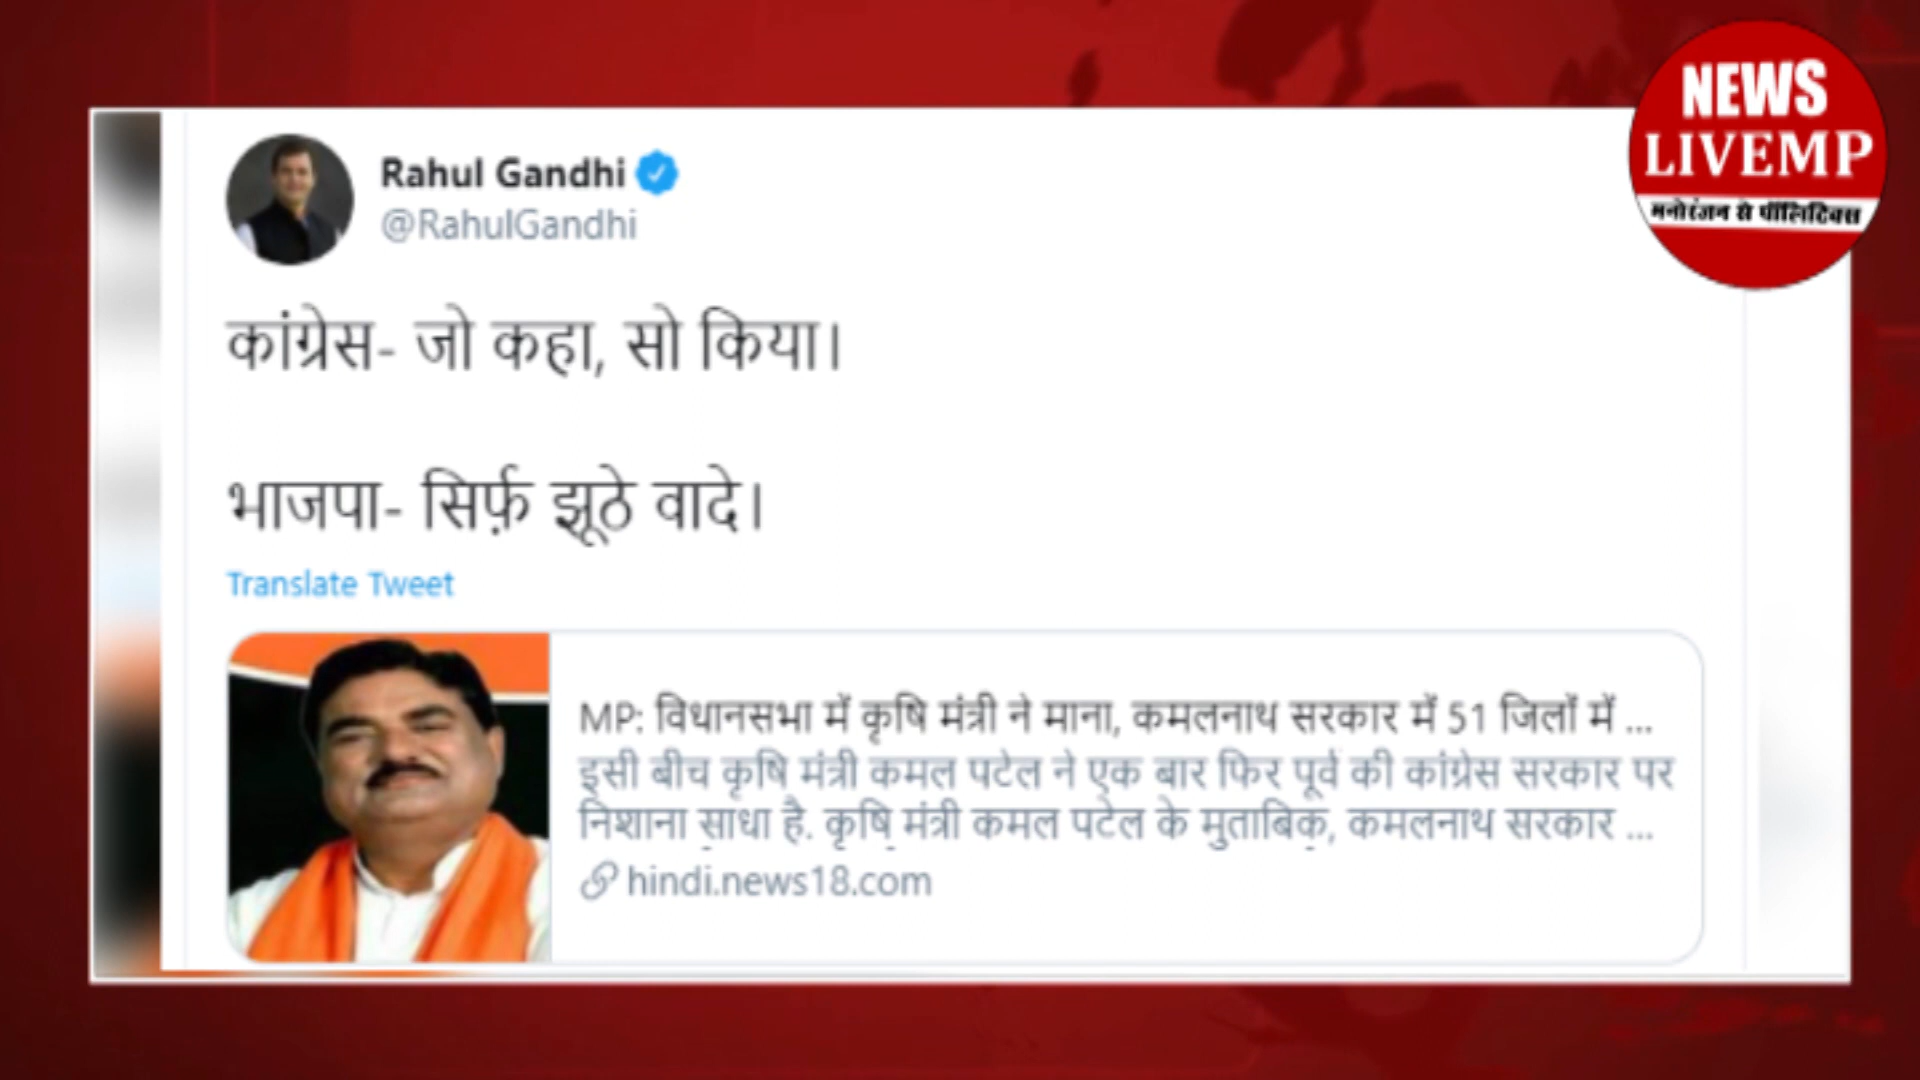 NEWS
LIVEMP
मनोरंजन से पॉलिटिक्स
Rahul Gandhi
@RahulGandhi
कांग्रेस- जो कहा, सो किया।
भाजपा- सिर्फ़ झूठे वादे।
Translate Tweet
MP: विधानसभा में कृषि मंत्री ने माना, कमलनाथ सरकार में 51 जिलों में ...
इसी बीच कृषि मंत्री कमल पटेल ने एक बार फिर पूर्व की कांग्रेस सरकार पर
निशाना साधा है. कृषि मंत्री कमल पटेल के मुताबिक, कमलनाथ सरकार ...
hindi.news18.com